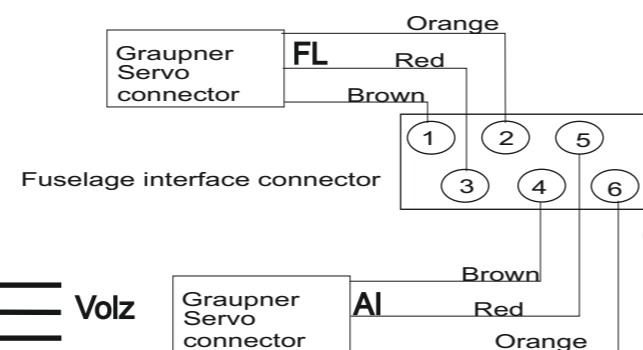 Orange
Graupner
Servo
connector
FL
Red
Brown
1
2
5
Fuselage interface connector
3
4
6
Brown
Volz
Graupner
Servo
connector
AI
Red
Orange